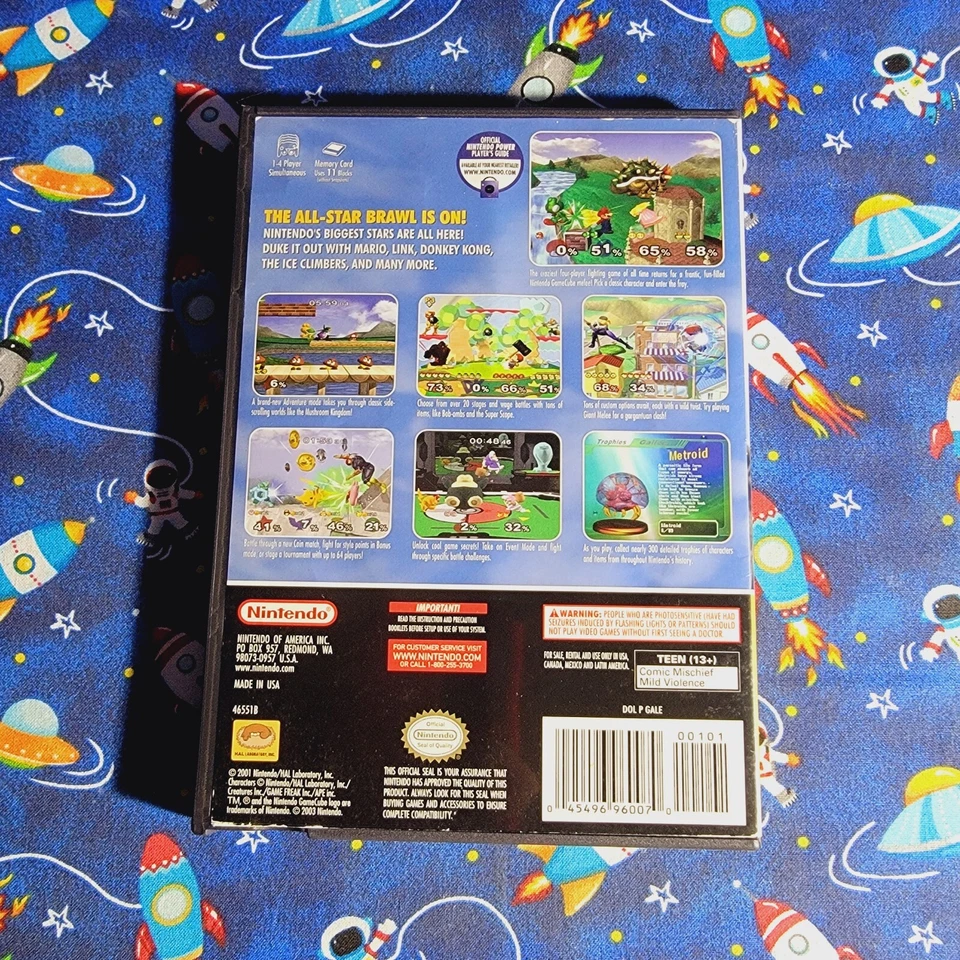 1-4 Player
Simultaneous
Memory Card
Uses 11 Blocks
OFFICIAL
NINTENDO POWER
PLAYER'S GUIDE
AVAILABLE AT YOUR NEAREST RETAILER!
WWW.NINTENDO.COM
THE ALL-STAR BRAWL IS ON!
NINTENDO'S BIGGEST STARS ARE ALL HERE!
DUKE IT OUT WITH MARIO, LINK, DONKEY KONG,
THE ICE CLIMBERS, AND MANY MORE.
0% 51% 65% 58%
The craziest four-player fighting game of all time returns for a frantic, fun-filled
Nintendo GameCube melee! Pick a classic character and enter the fray.
6%
A brand-new Adventure mode takes you through classic side-
scrolling worlds like the Mushroom Kingdom!
73% 0% 66% 51%
Choose from over 20 stages and wage battles with tons of
items, like Bob-ombs and the Super Scope.
68% 34%
Tons of custom options await, each with a wild twist. Try playing
Giant Melee for a gargantuan clash!
41% 7% 46% 21%
Battle through a new Coin match, fight for style points in Bonus
mode, or stage a tournament with up to 64 players!
00:48
2% 32%
Unlock cool game secrets! Take on Event Mode and fight
through specific battle challenges.
Trophies
Metroid
Metroid
As you play, collect nearly 300 detailed trophies of characters
and items from throughout Nintendo's history.
Nintendo®
NINTENDO OF AMERICA INC.
PO BOX 957, REDMOND, WA
98073-0957 U.S.A.
www.nintendo.com
MADE IN USA
46551B
HAL LABORATORY, INC.
© 2001 Nintendo/HAL Laboratory, Inc./
Characters © Nintendo/HAL Laboratory, Inc./
Creatures Inc./GAME FREAK Inc./APE Inc.
TM, ® and the Nintendo GameCube logo are
trademarks of Nintendo. © 2003 Nintendo.
IMPORTANT!
READ THE INSTRUCTION AND PRECAUTION
BOOKLETS BEFORE SETUP OR USE OF YOUR SYSTEM.
FOR CUSTOMER SERVICE VISIT
WWW.NINTENDO.COM
OR CALL 1-800-255-3700
Official
Nintendo
Seal of Quality
THIS OFFICIAL SEAL IS YOUR ASSURANCE THAT
NINTENDO HAS APPROVED THE QUALITY OF THIS
PRODUCT. ALWAYS LOOK FOR THIS SEAL WHEN
BUYING GAMES AND ACCESSORIES TO ENSURE
COMPLETE COMPATIBILITY.
WARNING: PEOPLE WHO ARE PHOTOSENSITIVE (HAVE HAD
SEIZURES INDUCED BY FLASHING LIGHTS OR PATTERNS) SHOULD
NOT PLAY VIDEO GAMES WITHOUT FIRST SEEING A DOCTOR
FOR SALE, RENTAL AND USE ONLY IN USA,
CANADA, MEXICO AND LATIN AMERICA.
TEEN (13+)
Comic Mischief
Mild Violence
DOL P GALE
00101
0 45496 96007 0